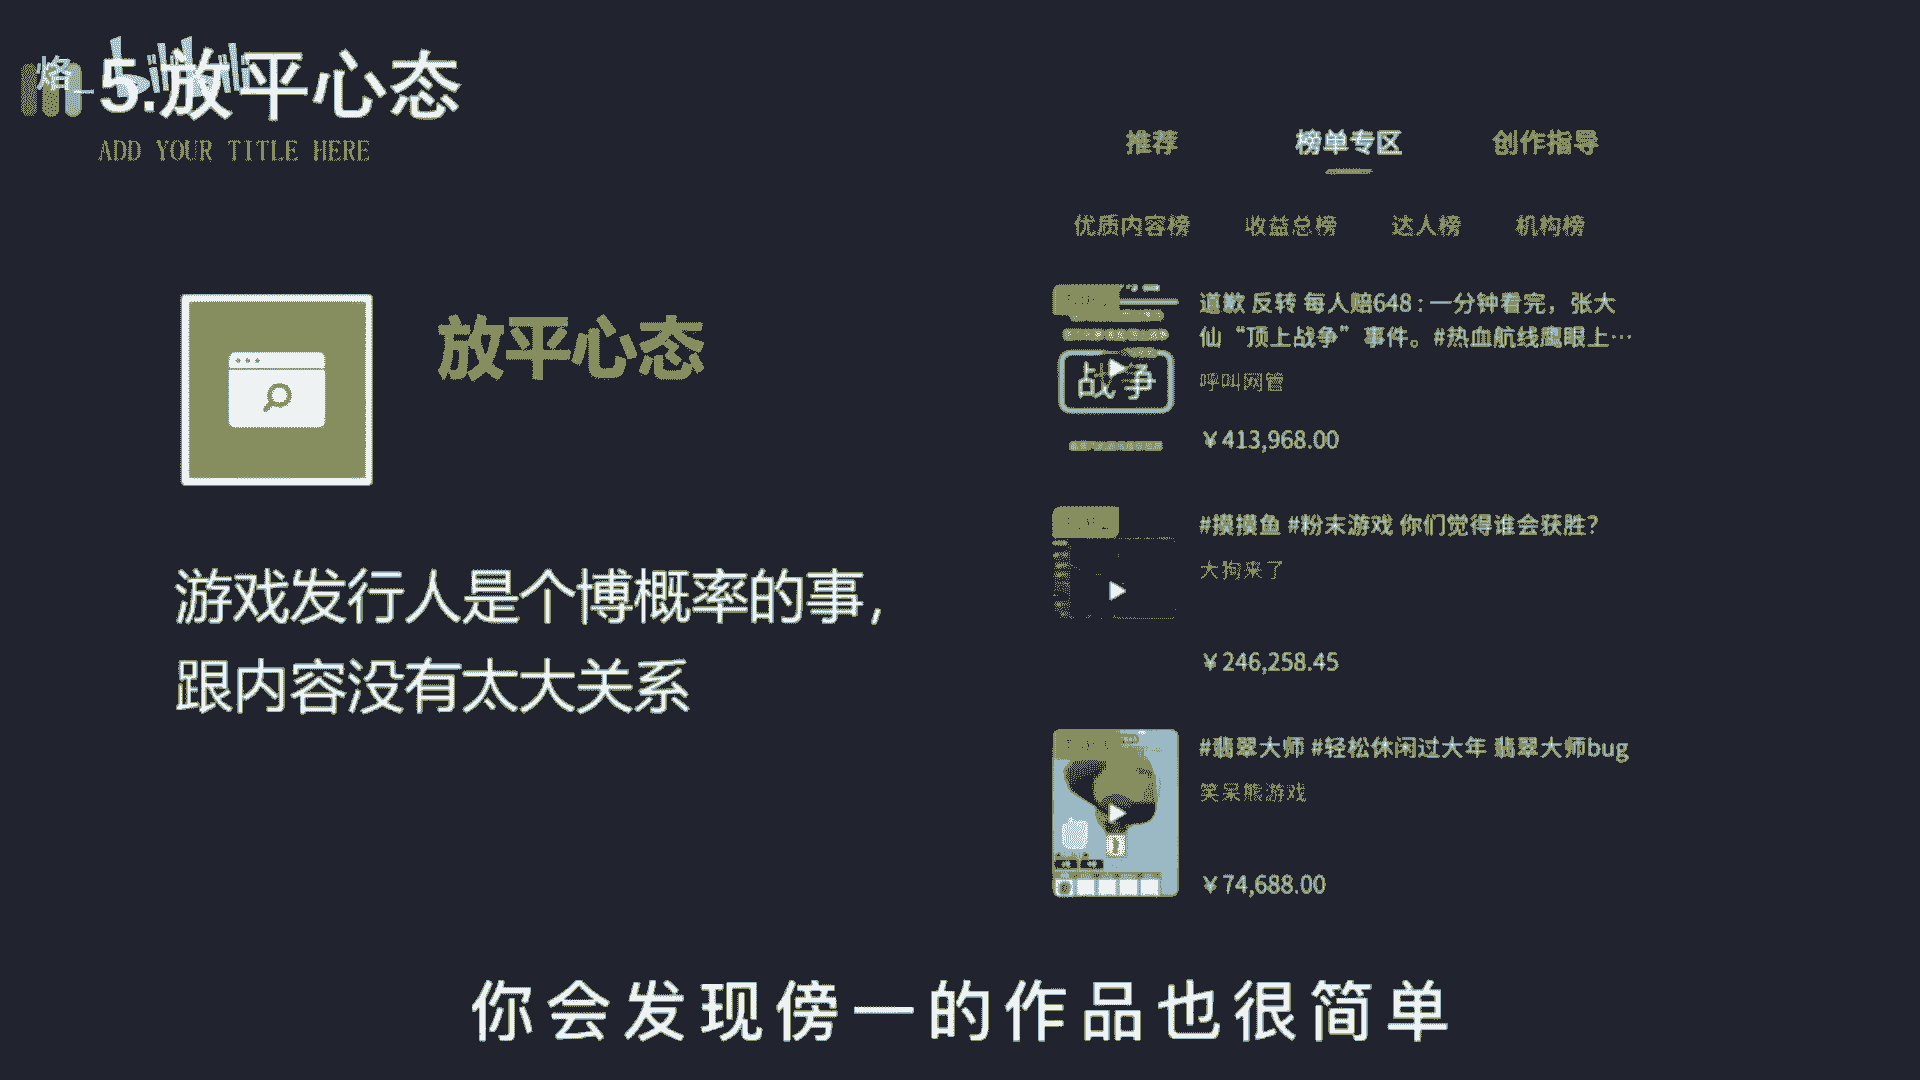 5.放平心态
ADD YOUR TITLE HERE
放平心态
游戏发行人是个博概率的事，
跟内容没有太大关系
推荐 榜单专区 创作指导
优质内容榜 收益总榜 达人榜 机构榜
道歉 反转 每人赔648：一分钟看完，张大
仙“顶上战争”事件。#热血航线鹰眼上…
呼叫网管
￥413,968.00
战争
#摸摸鱼 #粉末游戏 你们觉得谁会获胜？
大狗来了
￥246,258.45
#翡翠大师 #轻松休闲过大年 翡翠大师bug
笑呆熊游戏
￥74,688.00
你会发现傍一的作品也很简单